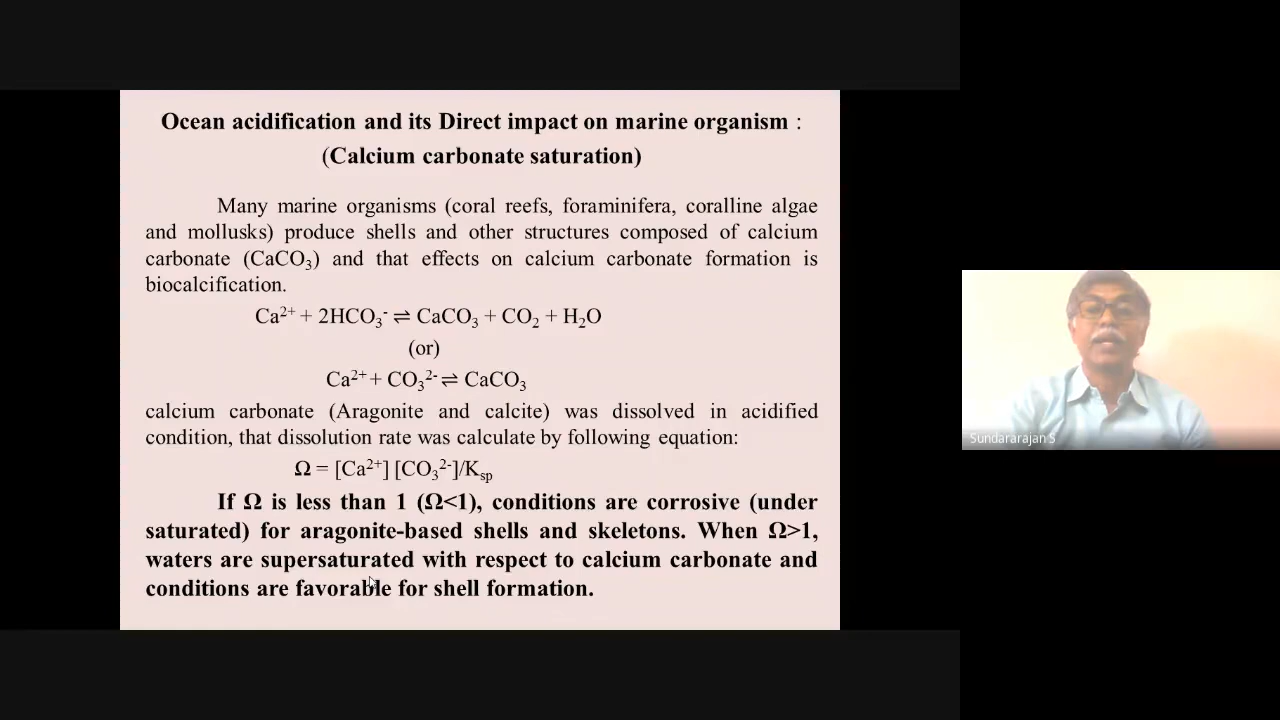 Ocean acidification and its Direct impact on marine organism :
(Calcium carbonate saturation)
Many marine organisms (coral reefs, foraminifera, coralline algae
and mollusks) produce shells and other structures composed of calcium
carbonate (CaCO₃) and that effects on calcium carbonate formation is
biocalcification.
Ca²⁺ + 2HCO₃⁻ ⇌ CaCO₃ + CO₂ + H₂O
(or)
Ca²⁺ + CO₃²⁻ ⇌ CaCO₃
calcium carbonate (Aragonite and calcite) was dissolved in acidified
condition, that dissolution rate was calculate by following equation:
Ω = [Ca²⁺] [CO₃²⁻]/Kₛₚ
If Ω is less than 1 (Ω<1), conditions are corrosive (under
saturated) for aragonite-based shells and skeletons. When Ω>1,
waters are supersaturated with respect to calcium carbonate and
conditions are favorable for shell formation.
Sundararajan S